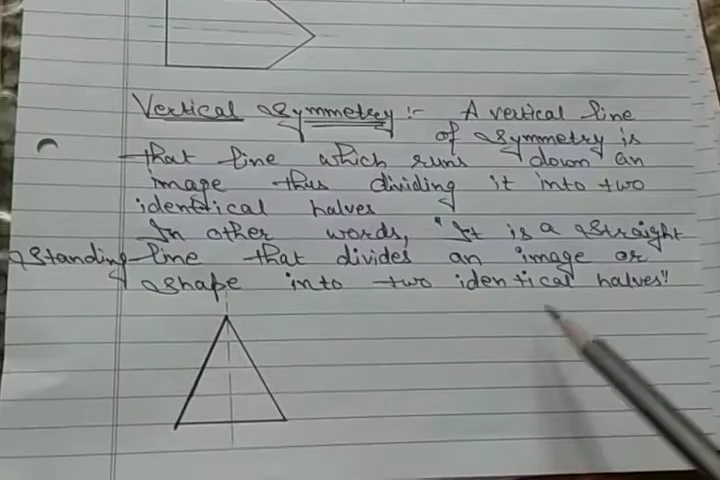 Vertical symmetry :- A vertical line
of symmetry is
that line which runs down an
image thus dividing it into two
identical halves
In other words, "It is a straight
standing line that divides an image or
shape into two identical halves"